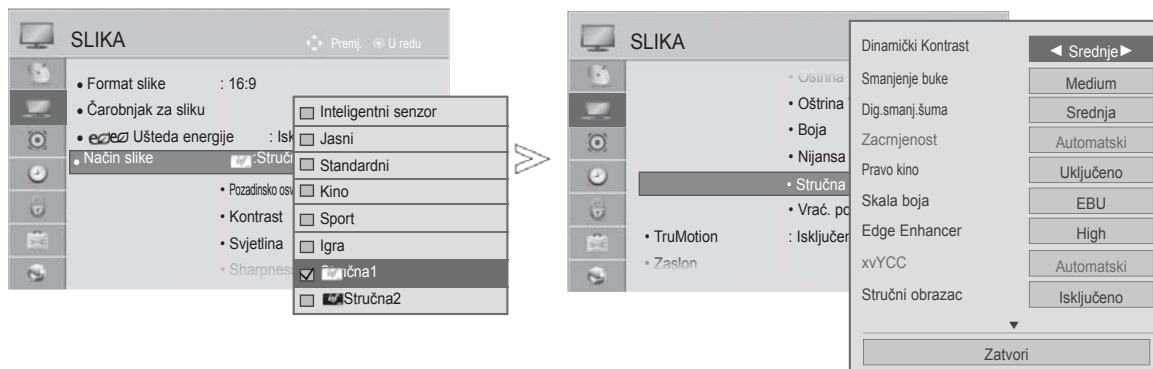 SLIKA
Premj. U redu
• Format slike : 16:9
• Čarobnjak za sliku
• Ušteda energije : Isk
• Način slike :Struč
• Pozadinsko osv
• Kontrast
• Svjetlina
• Sharpness
Inteligentni senzor
Jasni
Standardni
Kino
Sport
Igra
Stručna1
Stručna2
SLIKA
• Oštrina
• Oštrina
• Boja
• Nijansa
• Stručna
• Vrać. po
• TruMotion : Isključen
• Zaslon
Dinamički Kontrast ◄ Srednje►
Smanjenje buke Medium
Dig.smanj.šuma Srednja
Zacrnjenost Automatski
Pravo kino Uključeno
Skala boja EBU
Edge Enhancer High
xvYCC Automatski
Stručni obrazac Isključeno
▼
Zatvori